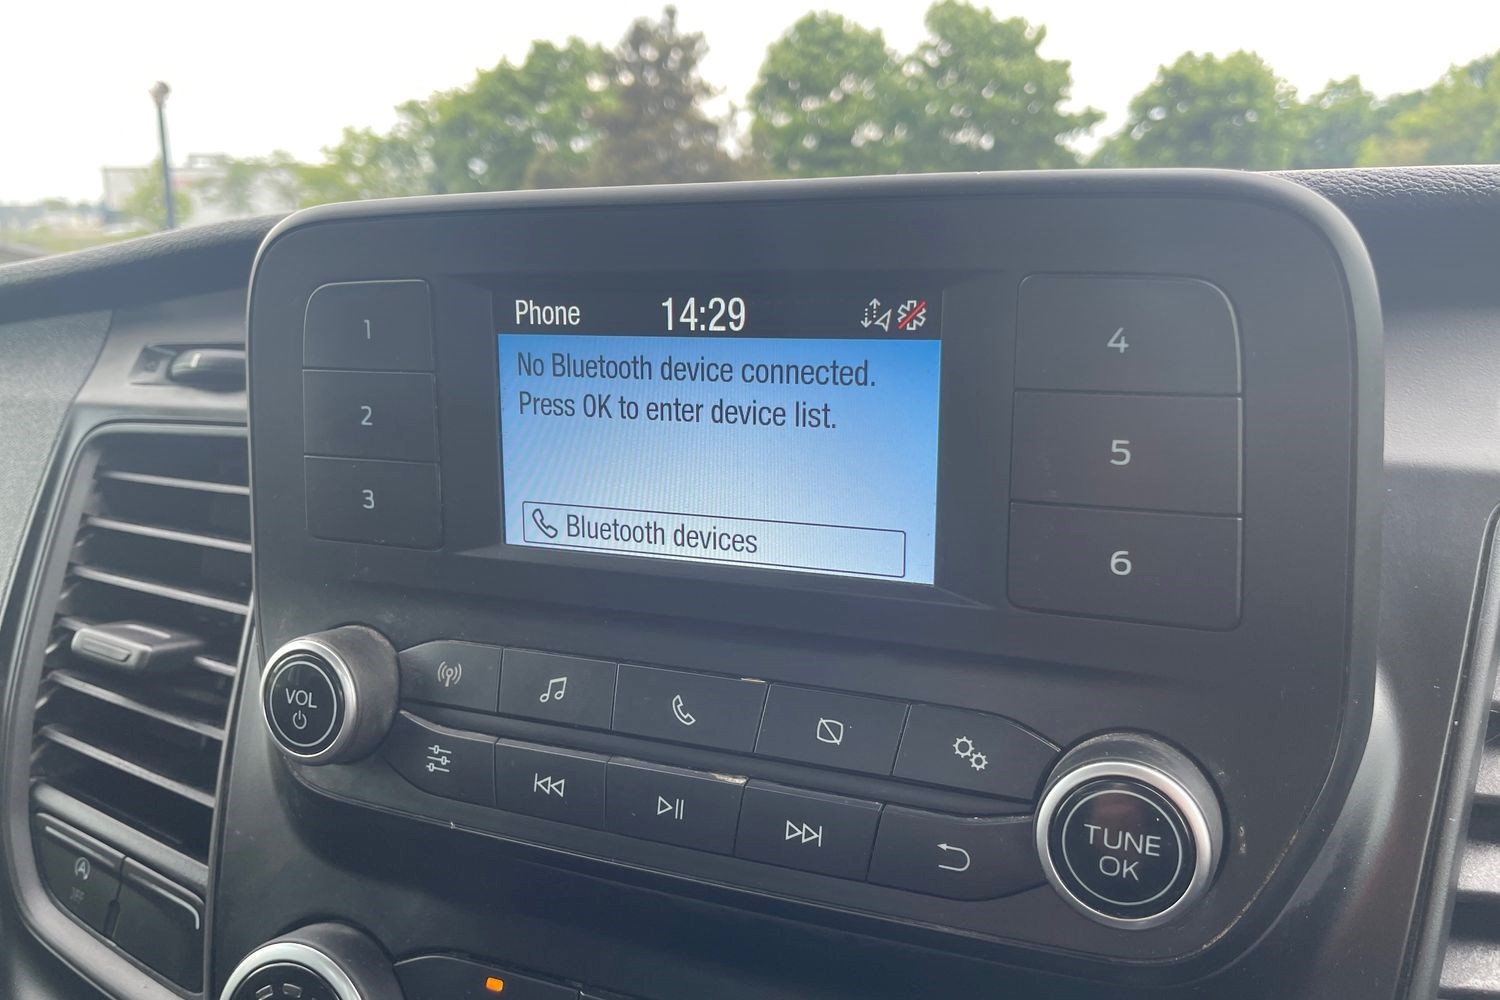 Phone 14:29
No Bluetooth device connected.
Press OK to enter device list.
Bluetooth devices
1
2
3
4
5
6
VOL
TUNE
OK
OFF